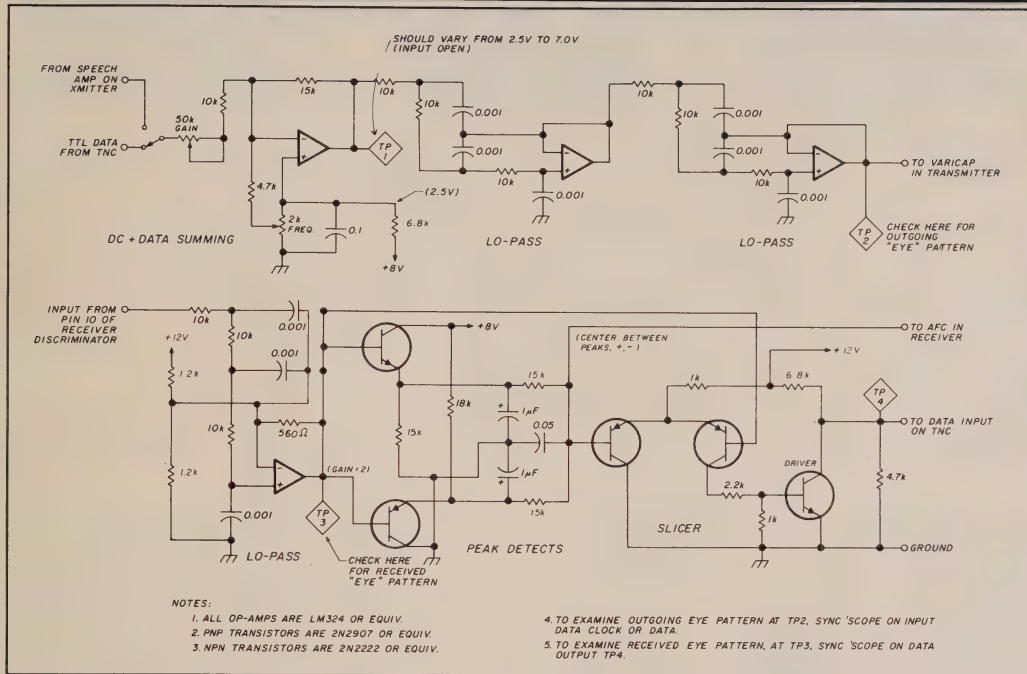 SHOULD VARY FROM 2.5V TO 7.0V
(INPUT OPEN)
FROM SPEECH
AMP ON
XMITTER
TTL DATA
FROM TNC
50k
GAIN
10k
15k
10k
TP
1
4.7k
2k
FREQ.
0.1
(2.5V)
6.8k
+8V
DC + DATA SUMMING
10k
0.001
0.001
10k
0.001
LO-PASS
10k
10k
0.001
0.001
10k
0.001
LO-PASS
TO VARICAP
IN TRANSMITTER
TP
2
CHECK HERE FOR
OUTGOING
"EYE" PATTERN
INPUT FROM
PIN 10 OF
RECEIVER
DISCRIMINATOR
10k
10k
0.001
0.001
+12V
1.2k
10k
560Ω
1.2k
(GAIN=2)
0.001
LO-PASS
TP
3
CHECK HERE
FOR RECEIVED
"EYE" PATTERN
+8V
15k
18k
15k
1µF
0.05
1µF
15k
PEAK DETECTS
(CENTER BETWEEN
PEAKS, +, -)
TO AFC IN
RECEIVER
1k
+12V
6.8k
TP
4
TO DATA INPUT
ON TNC
DRIVER
2.2k
1k
4.7k
SLICER
GROUND
NOTES:
1. ALL OP-AMPS ARE LM324 OR EQUIV.
2. PNP TRANSISTORS ARE 2N2907 OR EQUIV.
3. NPN TRANSISTORS ARE 2N2222 OR EQUIV.
4. TO EXAMINE OUTGOING EYE PATTERN AT TP2, SYNC 'SCOPE ON INPUT
DATA CLOCK OR DATA.
5. TO EXAMINE RECEIVED EYE PATTERN, AT TP3, SYNC 'SCOPE ON DATA
OUTPUT TP4.